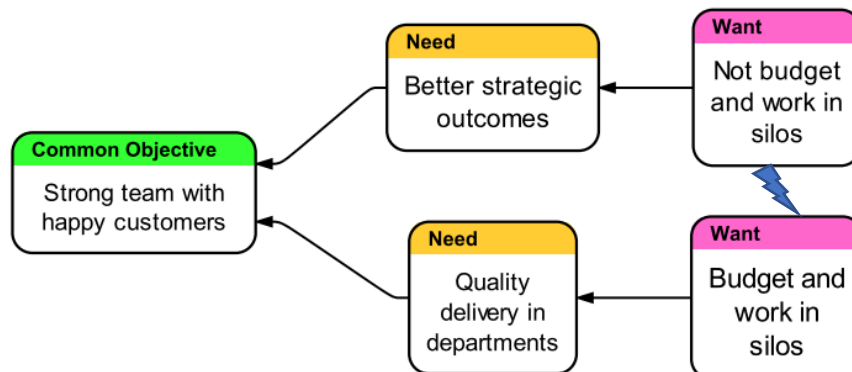 Need
Better strategic
outcomes
Want
Not budget
and work in
silos
Common Objective
Strong team with
happy customers
Need
Quality
delivery in
departments
Want
Budget and
work in
silos